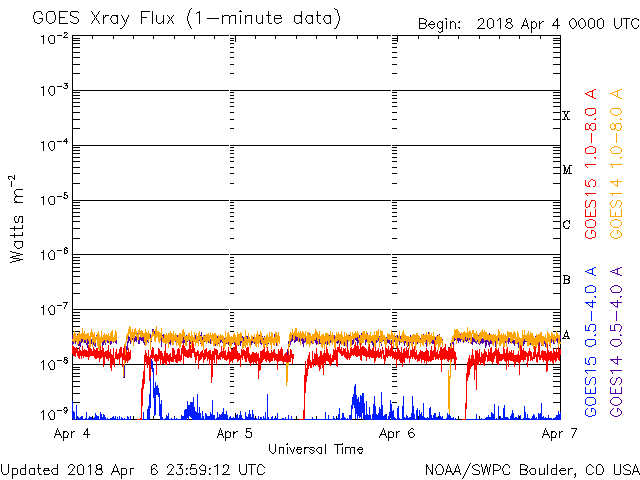 GOES Xray Flux (1-minute data)
Begin: 2018 Apr 4 0000 UTC
10⁻²
10⁻³
10⁻⁴
10⁻⁵
10⁻⁶
10⁻⁷
10⁻⁸
10⁻⁹
Watts m⁻²
X
M
C
B
A
GOES15 1.0-8.0 A
GOES14 1.0-8.0 A
GOES15 0.5-4.0 A
GOES14 0.5-4.0 A
Apr 4
Apr 5
Apr 6
Apr 7
Universal Time
Updated 2018 Apr 6 23:59:12 UTC
NOAA/SWPC Boulder, CO USA